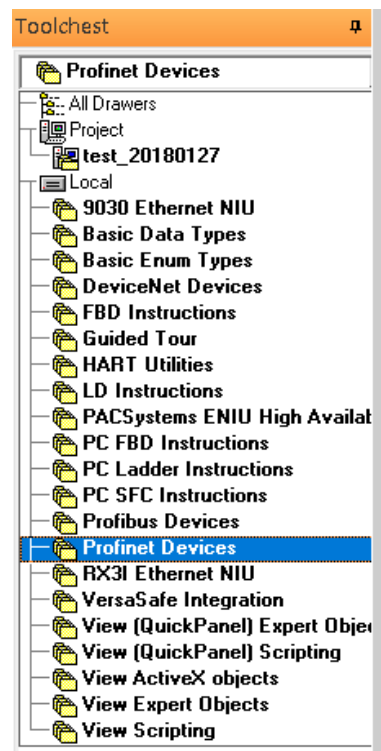 Toolchest
Profinet Devices
All Drawers
Project
test_20180127
Local
9030 Ethernet NIU
Basic Data Types
Basic Enum Types
DeviceNet Devices
FBD Instructions
Guided Tour
HART Utilities
LD Instructions
PACSystems ENIU High Availab
PC FBD Instructions
PC Ladder Instructions
PC SFC Instructions
Profibus Devices
Profinet Devices
RX3I Ethernet NIU
VersaSafe Integration
View (QuickPanel) Expert Objec
View (QuickPanel) Scripting
View ActiveX objects
View Expert Objects
View Scripting